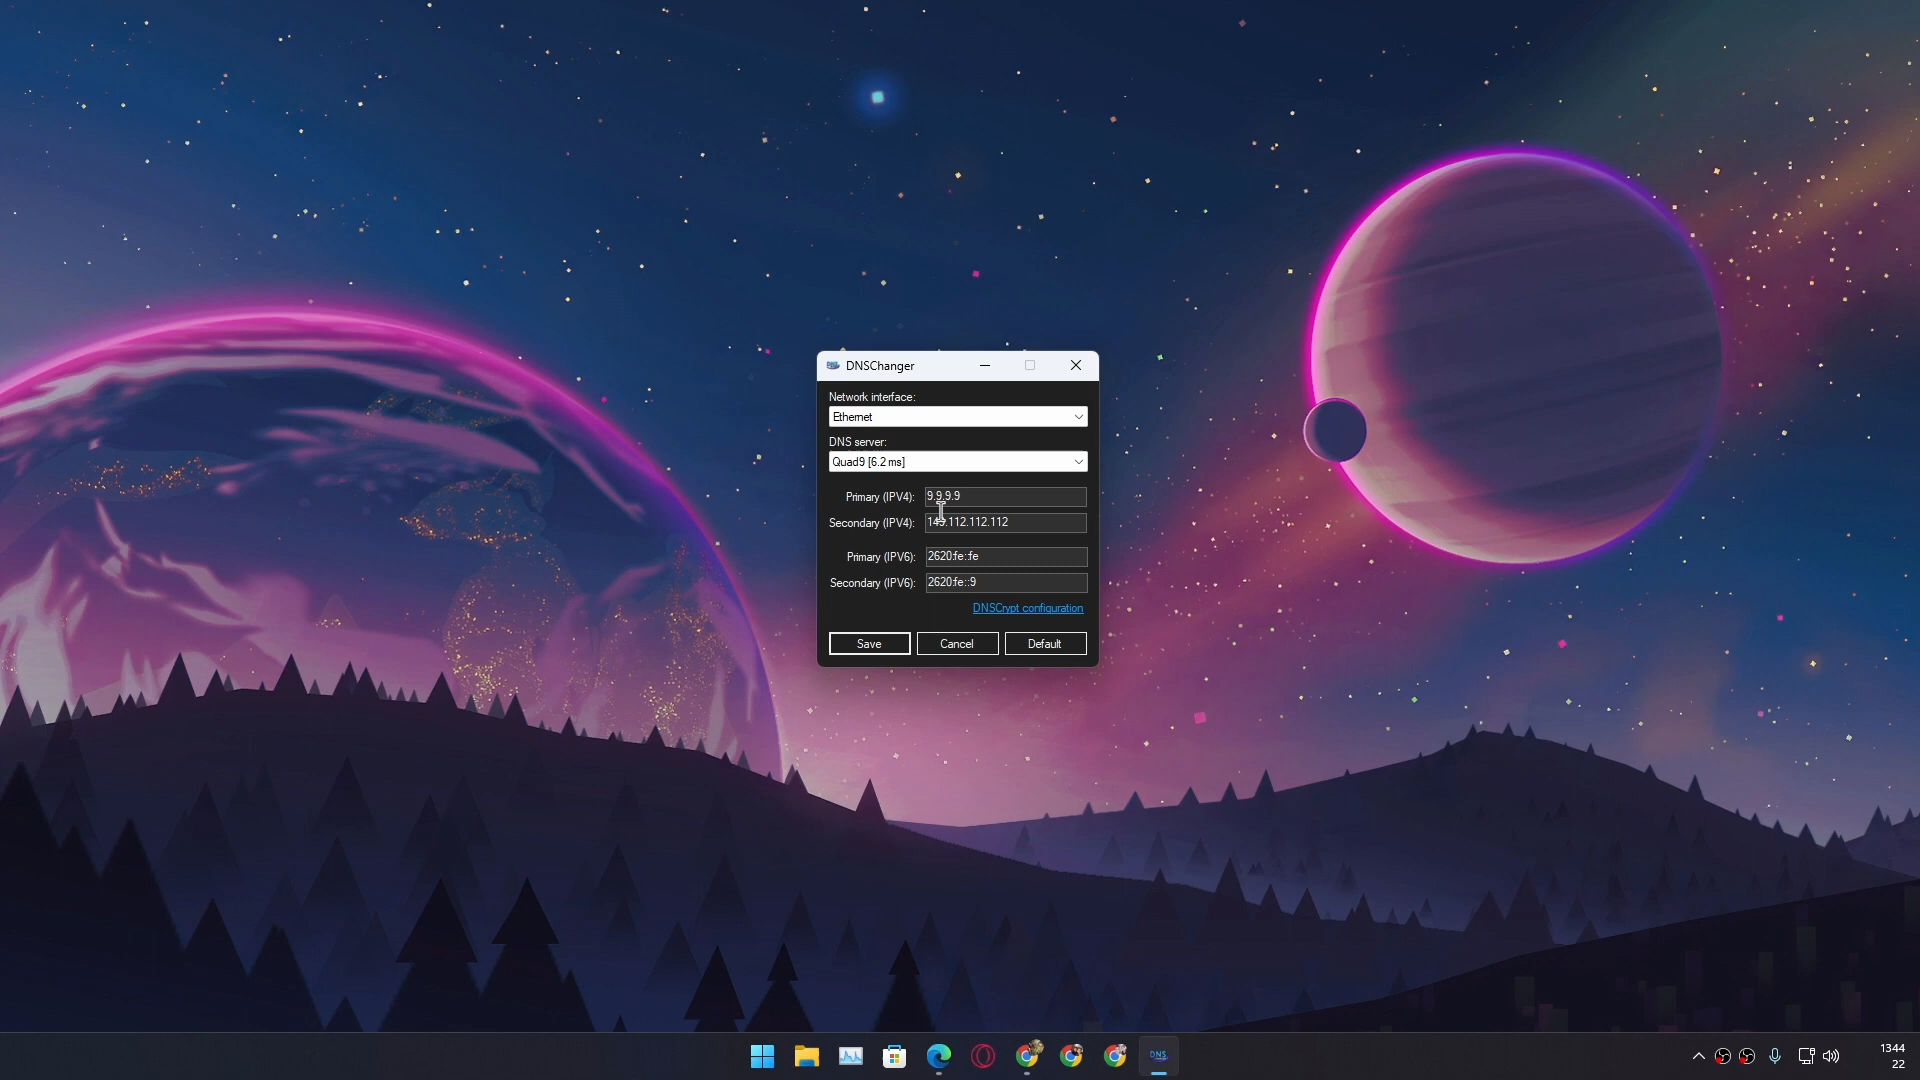 DNSChanger
Network interface:
Ethernet
DNS server:
Quad9 [6.2 ms]
Primary (IPV4): 9.9.9.9
Secondary (IPV4): 149.112.112.112
Primary (IPV6): 2620:fe::fe
Secondary (IPV6): 2620:fe::9
DNSCrypt configuration
Save Cancel Default
DNS
1344
22